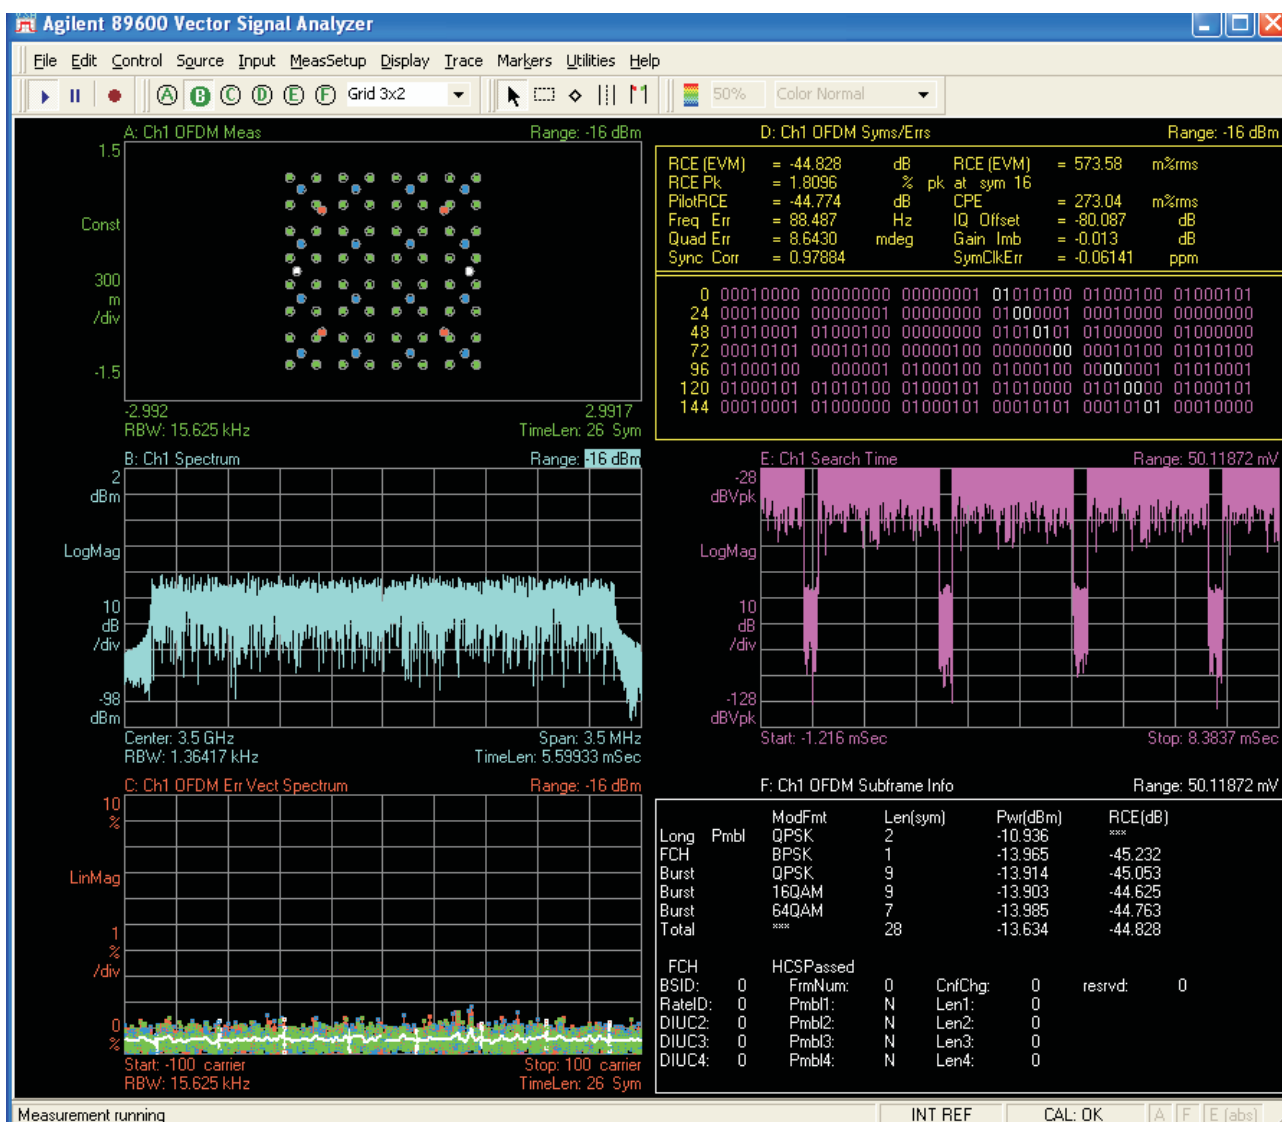 Agilent 89600 Vector Signal Analyzer
File Edit Control Source Input MeasSetup Display Trace Markers Utilities Help
A B C D E F Grid 3x2 50% Color Normal
A: Ch1 OFDM Meas Range: -16 dBm
1.5
Const
300
m
/div
-1.5
-2.992 2.9917
RBW: 15.625 kHz TimeLen: 26 Sym
D: Ch1 OFDM Syms/Errs Range: -16 dBm
RCE (EVM) = -44.828 dB RCE (EVM) = 573.58 m%rms
RCE Pk = 1.8096 % pk at sym 16
PilotRCE = -44.774 dB CPE = 273.04 m%rms
Freq Err = 88.487 Hz IQ Offset = -80.087 dB
Quad Err = 8.6430 mdeg Gain Imb = -0.013 dB
Sync Corr = 0.97884 SymClkErr = -0.06141 ppm
0 00010000 00000000 00000001 01010100 01000100 01000101
24 00010000 00000001 00000000 01000001 00010100 00000000
48 01010001 01000100 00000000 01010101 01000000 01000000
72 00010101 00010100 00000000 00000000 00010100 01010100
96 01000100 000001 01000100 01000100 00000001 01010001
120 01000101 01010100 01000101 01010000 01010000 01000101
144 00010001 01000000 01000101 00010101 00010101 00010000
B: Ch1 Spectrum Range: -16 dBm
2
dBm
LogMag
10
dB
/div
-98
dBm
Center: 3.5 GHz Span: 3.5 MHz
RBW: 1.36417 kHz TimeLen: 5.59933 mSec
E: Ch1 Search Time Range: 50.11872 mV
-28
dBVpk
LogMag
10
dB
/div
-128
dBVpk
Start: -1.216 mSec Stop: 8.3837 mSec
C: Ch1 OFDM Err Vect Spectrum Range: -16 dBm
10
%
LinMag
1
%
/div
0
%
Start: -100 carrier Stop: 100 carrier
RBW: 15.625 kHz TimeLen: 26 Sym
F: Ch1 OFDM Subframe Info Range: 50.11872 mV
ModFmt Len(sym) Pwr(dBm) RCE(dB)
Long Pmbl QPSK 2 -10.936 ***
FCH BPSK 1 -13.965 -45.232
Burst QPSK 9 -13.914 -45.053
Burst 16QAM 9 -13.903 -44.625
Burst 64QAM 7 -13.985 -44.763
Total *** 28 -13.634 -44.828
FCH HCSPassed
BSID: 0 FrmNum: 0 CnfChg: 0 resrvd: 0
RateID: 0 Pmbl1: N Len1: 0
DIUC2: 0 Pmbl2: N Len2: 0
DIUC3: 0 Pmbl3: N Len3: 0
DIUC4: 0 Pmbl4: N Len4: 0
Measurement running INT REF CAL: OK A F E (abs)